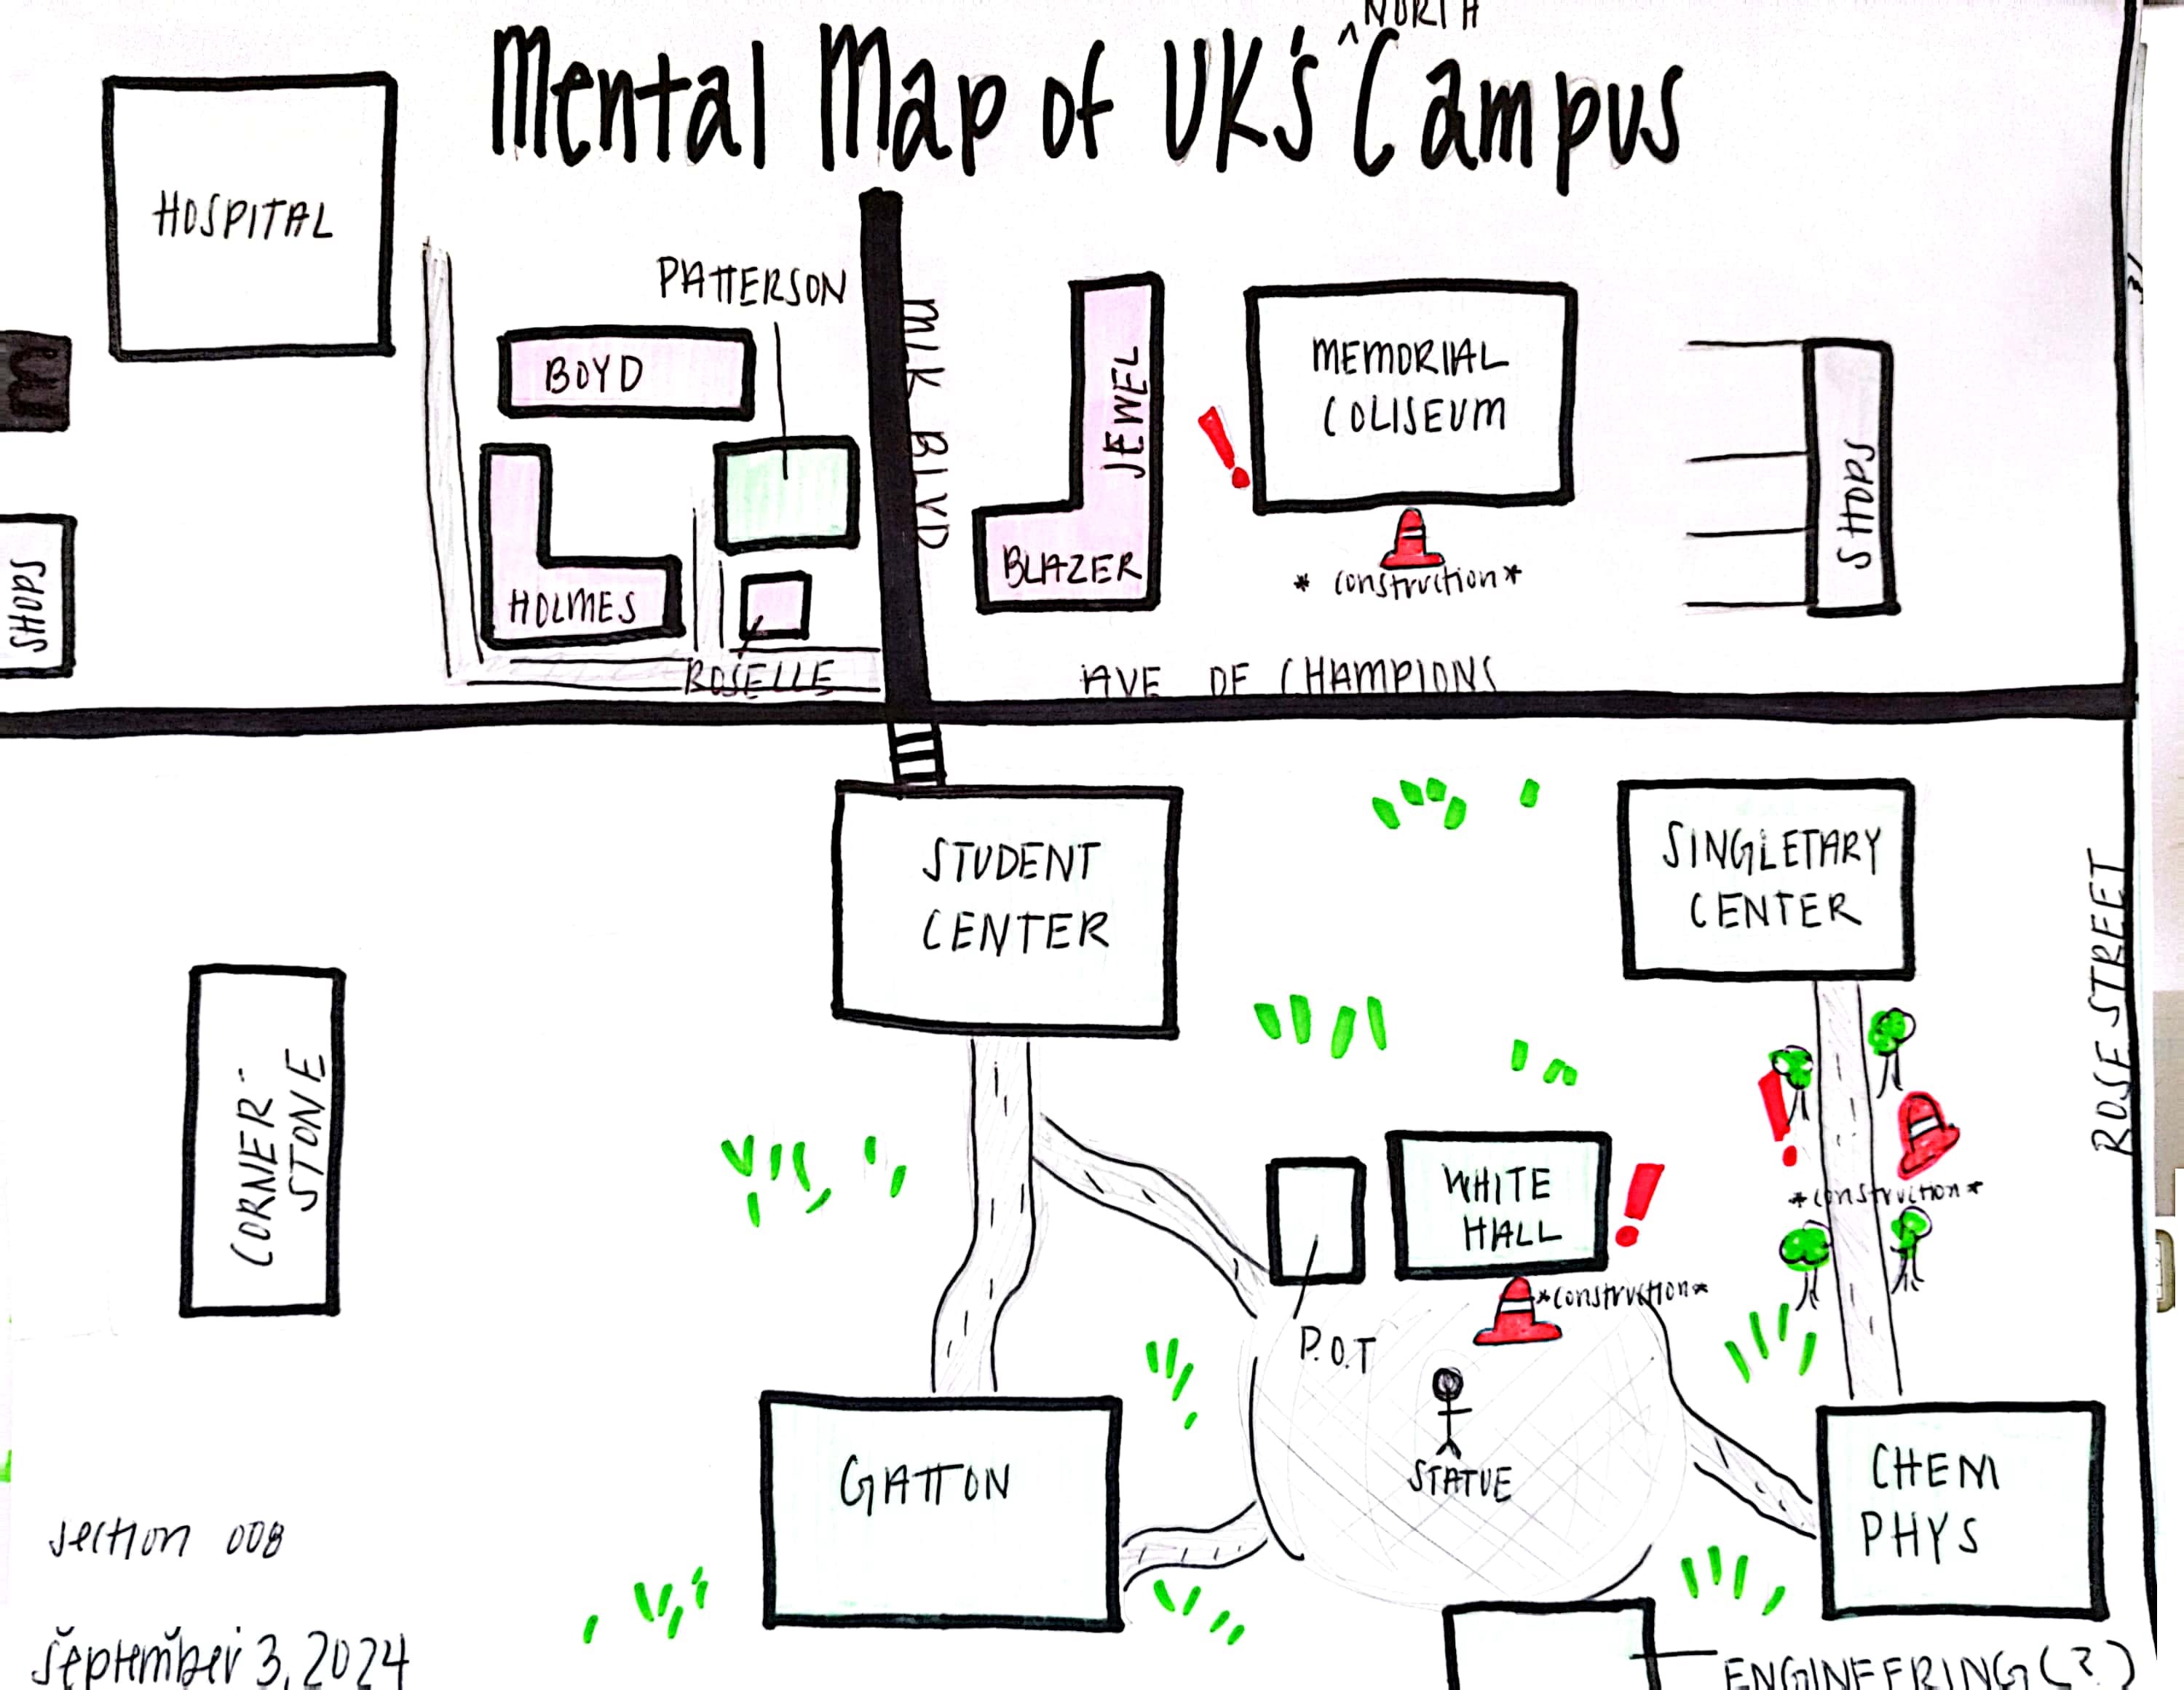 NORTH
Mental Map of UK's ^ Campus
HOSPITAL
PATTERSON
BOYD
HOLMES
ROSELLE
MLK BLVD
JEWEL
BLAZER
MEMORIAL
COLISEUM
*construction*
SHOPS
SHOPS
AVE OF CHAMPIONS
STUDENT
CENTER
SINGLETARY
CENTER
ROSE STREET
CORNER-
STONE
WHITE
HALL
*construction*
*construction*
P.O.T
STATUE
GATTON
CHEM
PHYS
section 008
September 3, 2024
ENGINEERING(?)